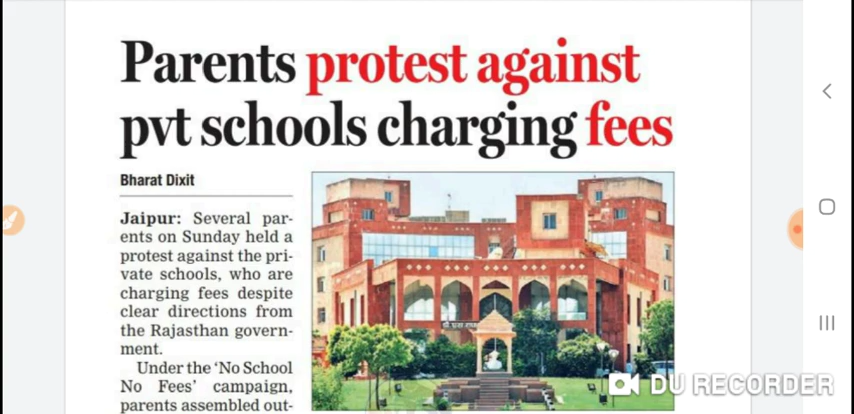 Parents protest against
pvt schools charging fees
Bharat Dixit
Jaipur: Several par-
ents on Sunday held a
protest against the pri-
vate schools, who are
charging fees despite
clear directions from
the Rajasthan govern-
ment.
Under the 'No School
No Fees' campaign,
parents assembled out-
DU RECORDER